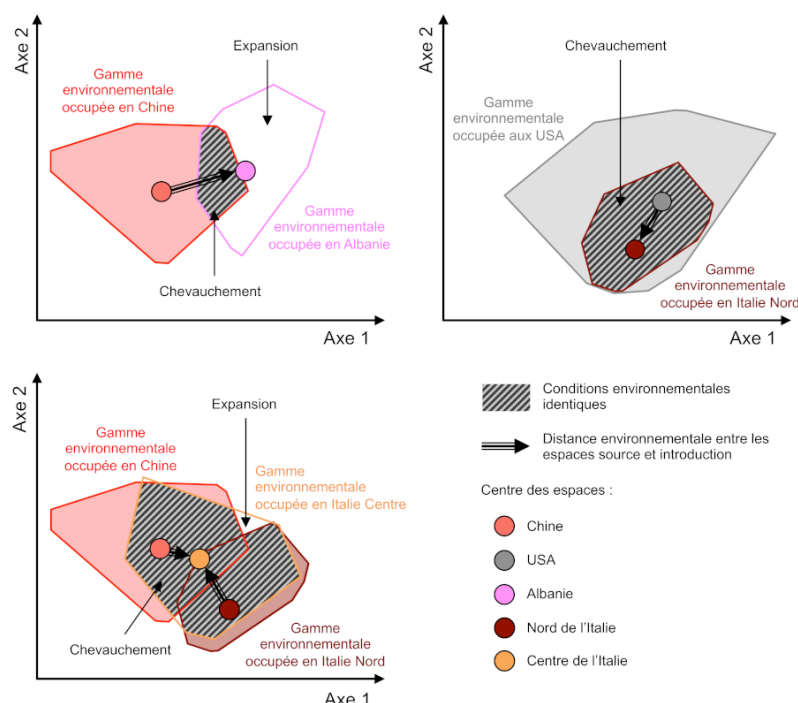 Axe 2
Expansion
Gamme
environnementale
occupée en Chine
Gamme
environnementale
occupée en Albanie
Chevauchement
Axe 1
Axe 2
Chevauchement
Gamme
environnementale
occupée aux USA
Gamme
environnementale
occupée en Italie Nord
Axe 1
Axe 2
Expansion
Gamme
environnementale
occupée en Chine
Gamme
environnementale
occupée en Italie Centre
Chevauchement
Gamme
environnementale
occupée en Italie Nord
Axe 1
Conditions environnementales
identiques
Distance environnementale entre les
espaces source et introduction
Centre des espaces :
Chine
USA
Albanie
Nord de l'Italie
Centre de l'Italie